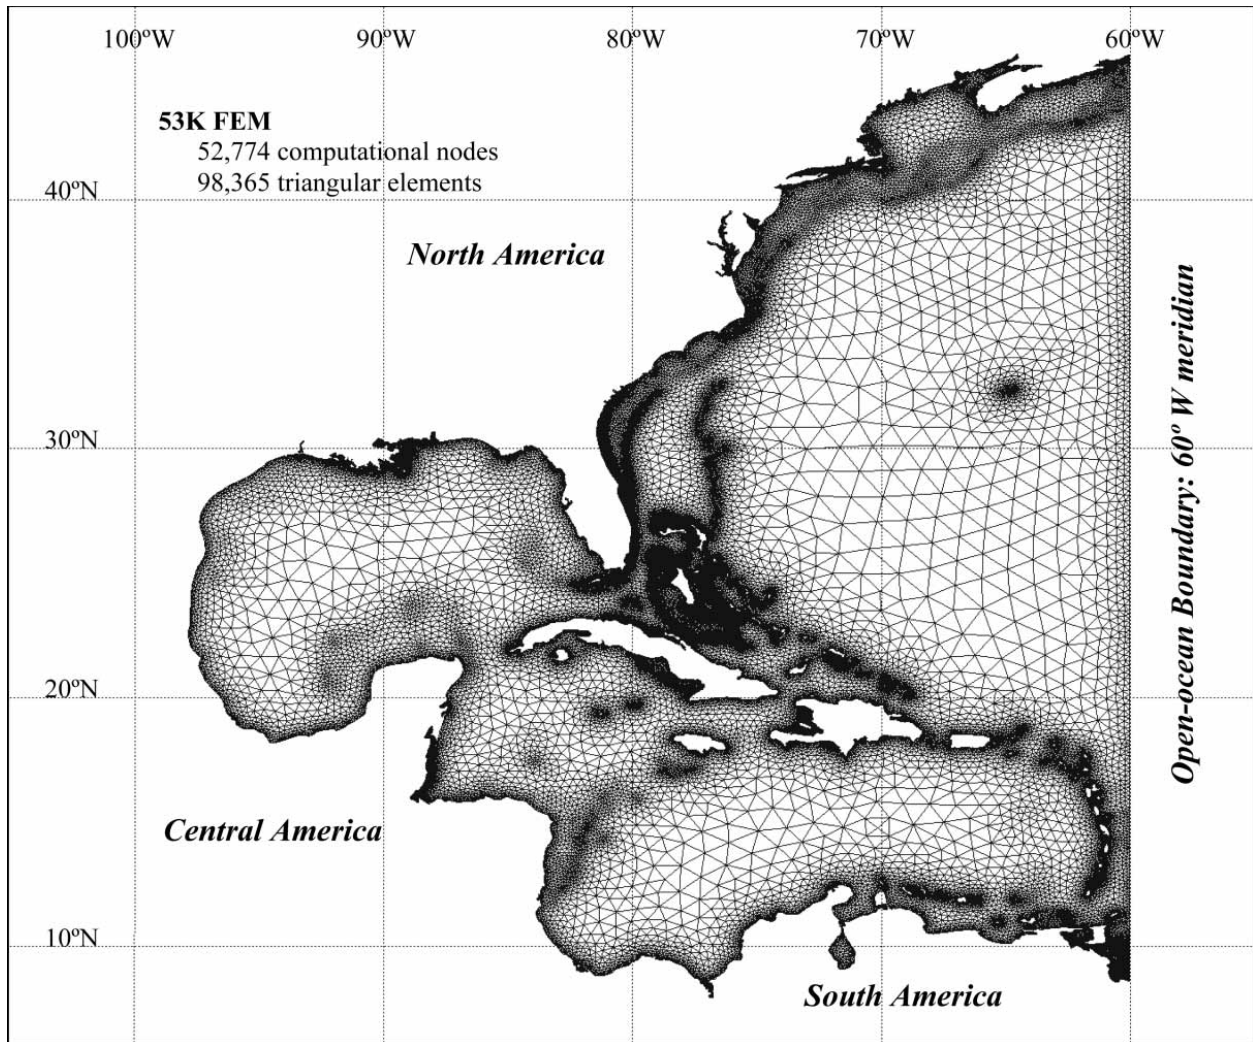 100ºW 90ºW 80ºW 70ºW 60ºW
53K FEM
52,774 computational nodes
98,365 triangular elements
40ºN
North America
Open-ocean Boundary: 60º W meridian
30ºN
20ºN
Central America
10ºN
South America